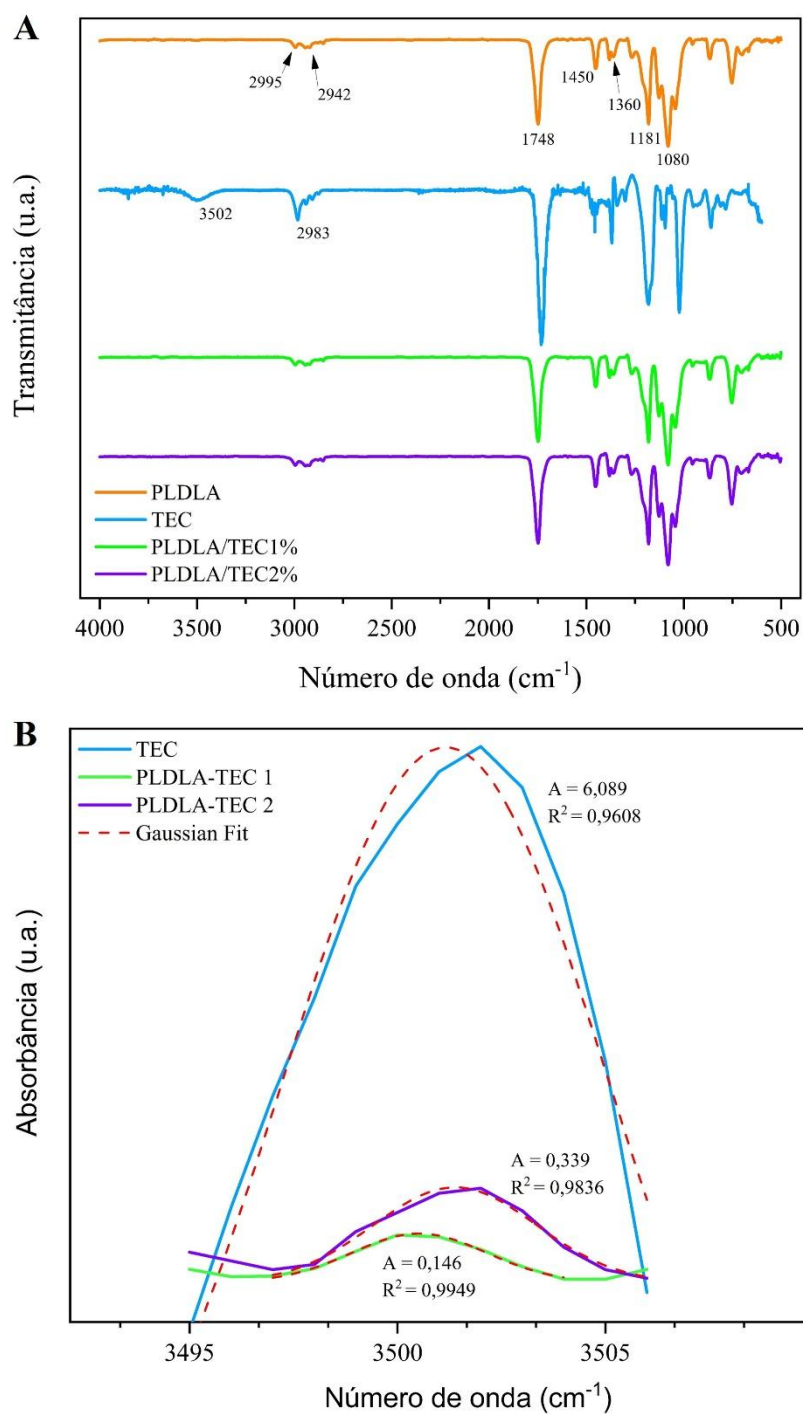 A
2995
2942
1748
1450
1360
1181
1080
3502
2983
PLDLA
TEC
PLDLA/TEC1%
PLDLA/TEC2%
Transmitância (u.a.)
4000 3500 3000 2500 2000 1500 1000 500
Número de onda (cm⁻¹)
B
TEC
PLDLA-TEC 1
PLDLA-TEC 2
Gaussian Fit
A = 6,089
R² = 0,9608
A = 0,339
R² = 0,9836
A = 0,146
R² = 0,9949
Absorbância (u.a.)
3495 3500 3505
Número de onda (cm⁻¹)